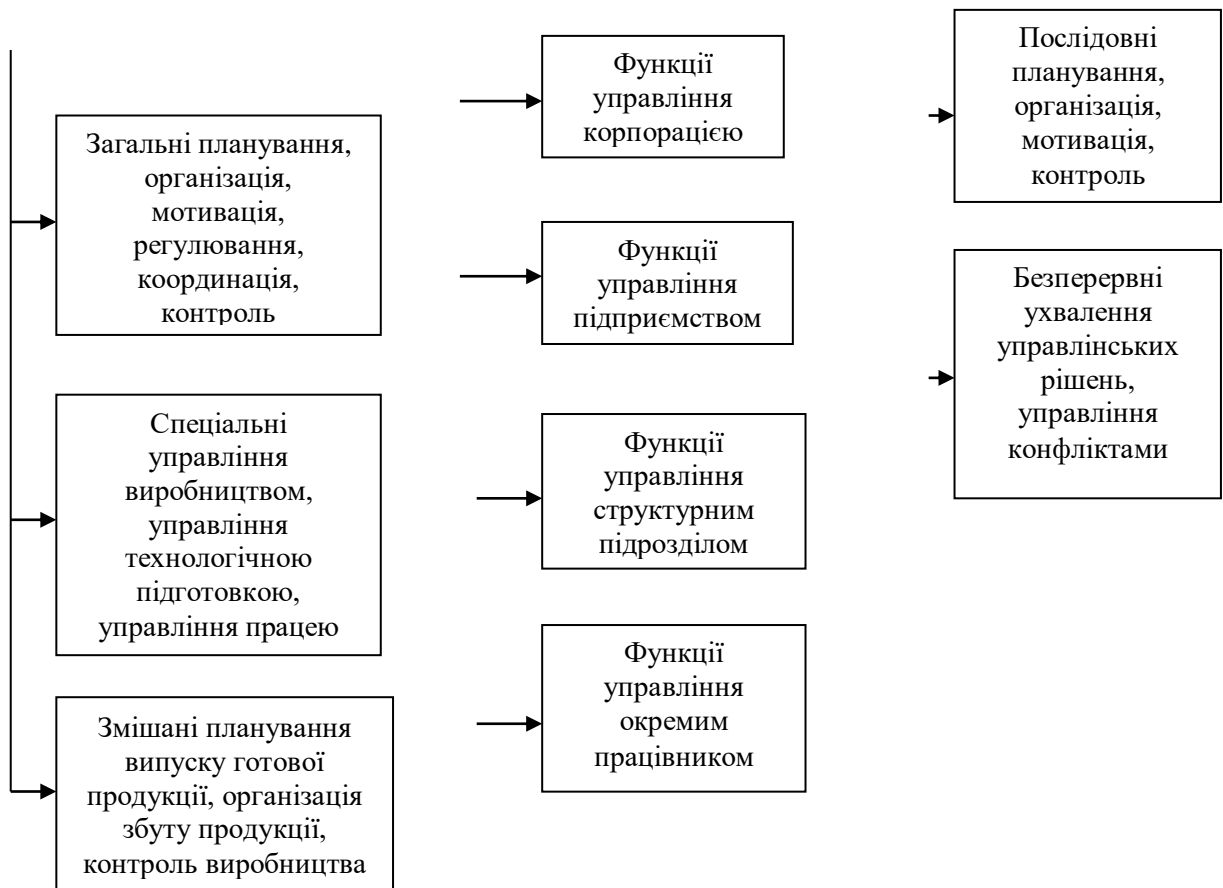 Загальні планування,
організація,
мотивація,
регулювання,
координація,
контроль
Спеціальні
управління
виробництвом,
управління
технологічною
підготовкою,
управління працею
Змішані планування
випуску готової
продукції, організація
збуту продукції,
контроль виробництва
Функції
управління
корпорацією
Функції
управління
підприємством
Функції
управління
структурним
підрозділом
Функції
управління
окремим
працівником
Послідовні
планування,
організація,
мотивація,
контроль
Безперервні
ухвалення
управлінських
рішень,
управління
конфліктами